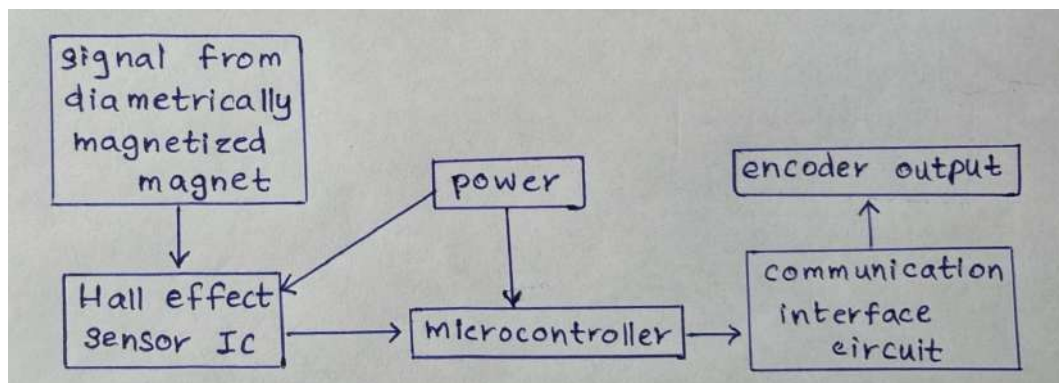 signal from
diametrically
magnetized
magnet
power
encoder output
Hall effect
sensor IC
microcontroller
communication
interface
circuit